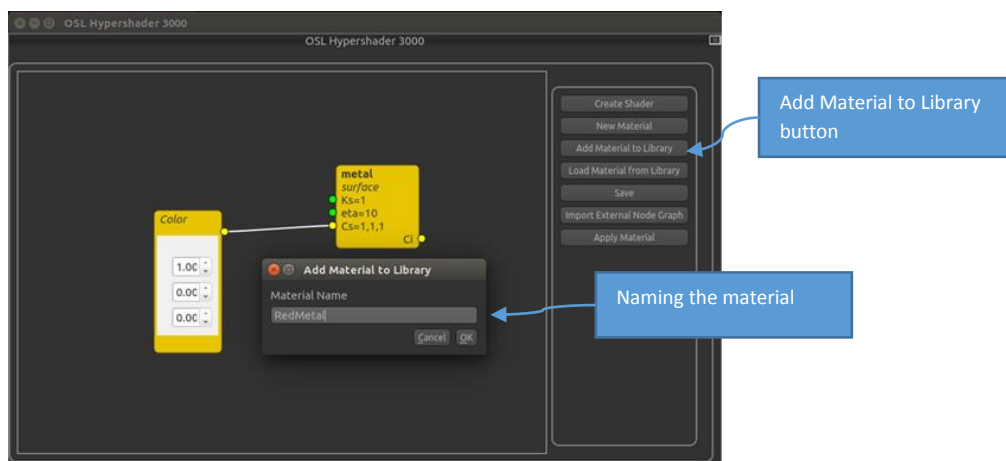 OSL Hypershader 3000
OSL Hypershader 3000
Create Shader
New Material
Add Material to Library
Load Material from Library
Save
Import External Node Graph
Apply Material
Add Material to Library
button
metal
surface
Ks=1
eta=10
Cs=1,1,1
Cl
Color
1.00
0.00
0.00
Add Material to Library
Material Name
RedMetal
Cancel
OK
Naming the material